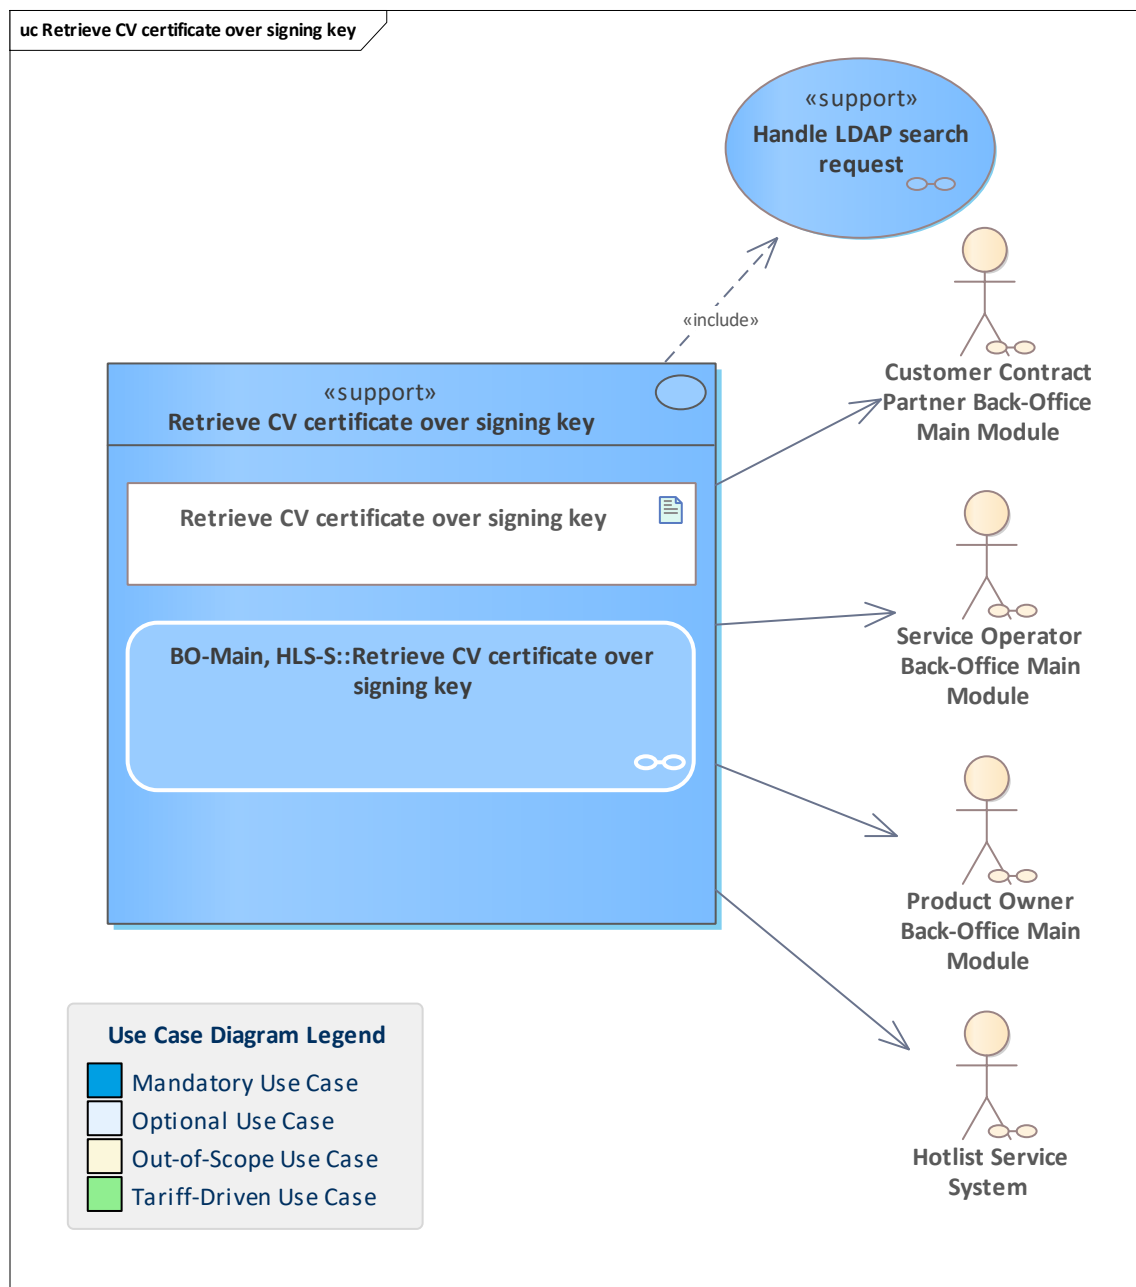 uc Retrieve CV certificate over signing key
«support»
Handle LDAP search
request
«include»
Customer Contract
Partner Back-Office
Main Module
«support»
Retrieve CV certificate over signing key
Retrieve CV certificate over signing key
Service Operator
Back-Office Main
Module
BO-Main, HLS-S::Retrieve CV certificate over
signing key
Product Owner
Back-Office Main
Module
Hotlist Service
System
Use Case Diagram Legend
Mandatory Use Case
Optional Use Case
Out-of-Scope Use Case
Tariff-Driven Use Case